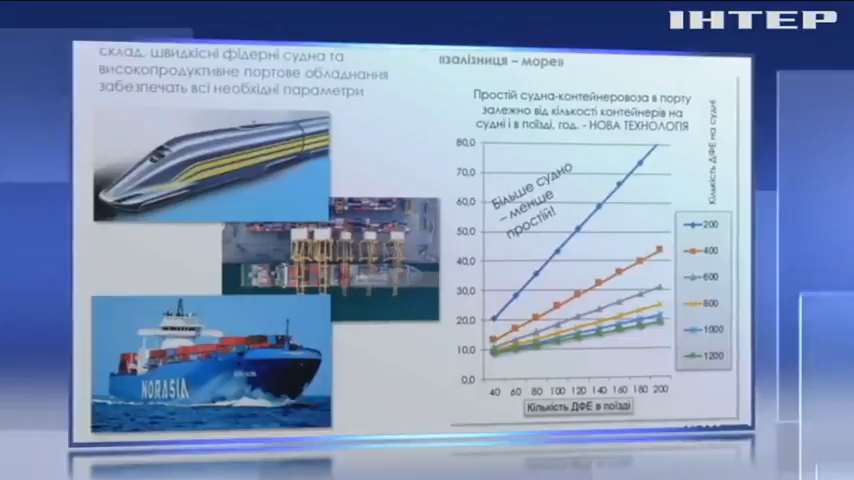 ІНТЕР
склад, швидкісні фідерні судна та
високопродуктивне портове обладнання
забезпечать всі необхідні параметри
«залізниця – море»
Простій судна-контейнеровоза в порту
залежно від кількості контейнерів на
судні і в поїзді, год. - НОВА ТЕХНОЛОГІЯ
Кількість ДФЕ на судні
80,0
70,0
60,0
50,0
40,0
30,0
20,0
10,0
0,0
Більше судно
– менше
простій!
200
400
600
800
1000
1200
40 60 80 100 120 140 160 180 200
Кількість ДФЕ в поїзді
NORASIA